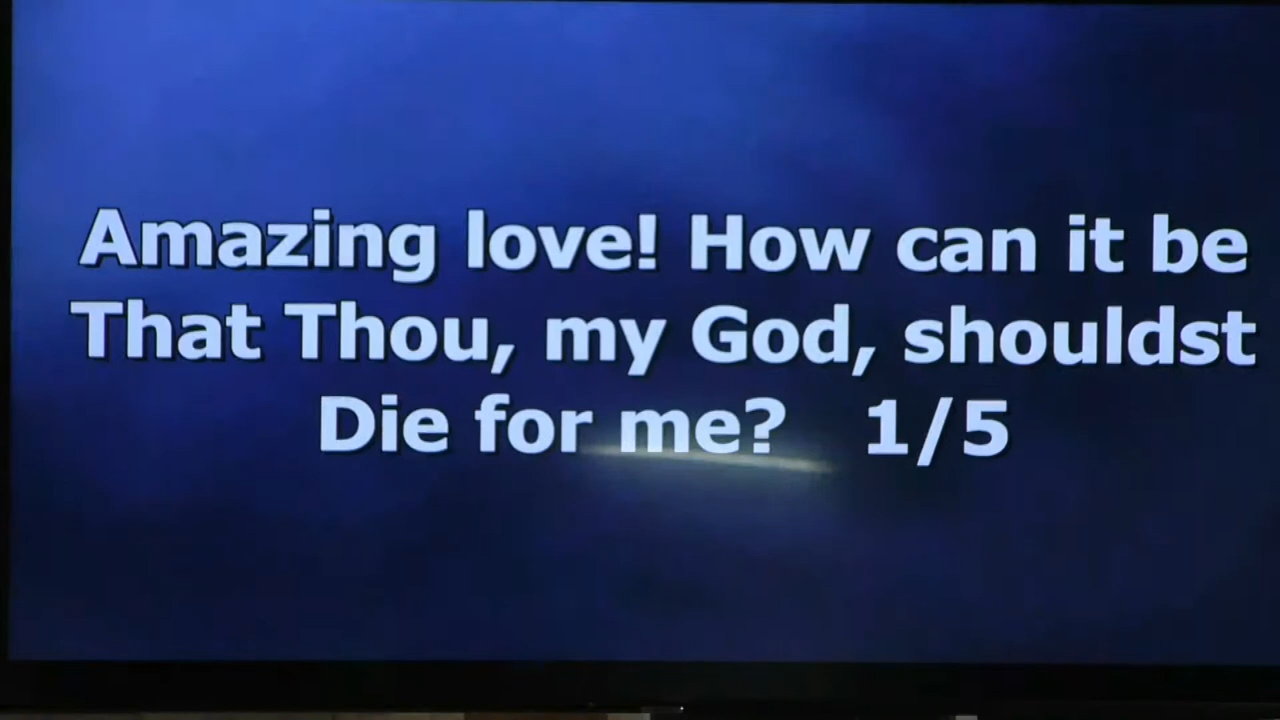 Amazing love! How can it be
That Thou, my God, shouldst
Die for me? 1/5